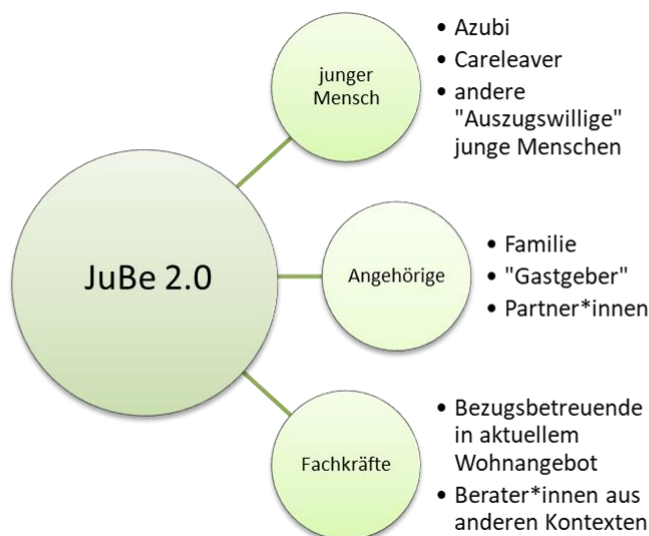 junger
Mensch
• Azubi
• Careleaver
• andere
"Auszugswillige"
junge Menschen
JuBe 2.0
Angehörige
• Familie
• "Gastgeber"
• Partner*innen
Fachkräfte
• Bezugsbetreuende
in aktuellem
Wohnangebot
• Berater*innen aus
anderen Kontexten